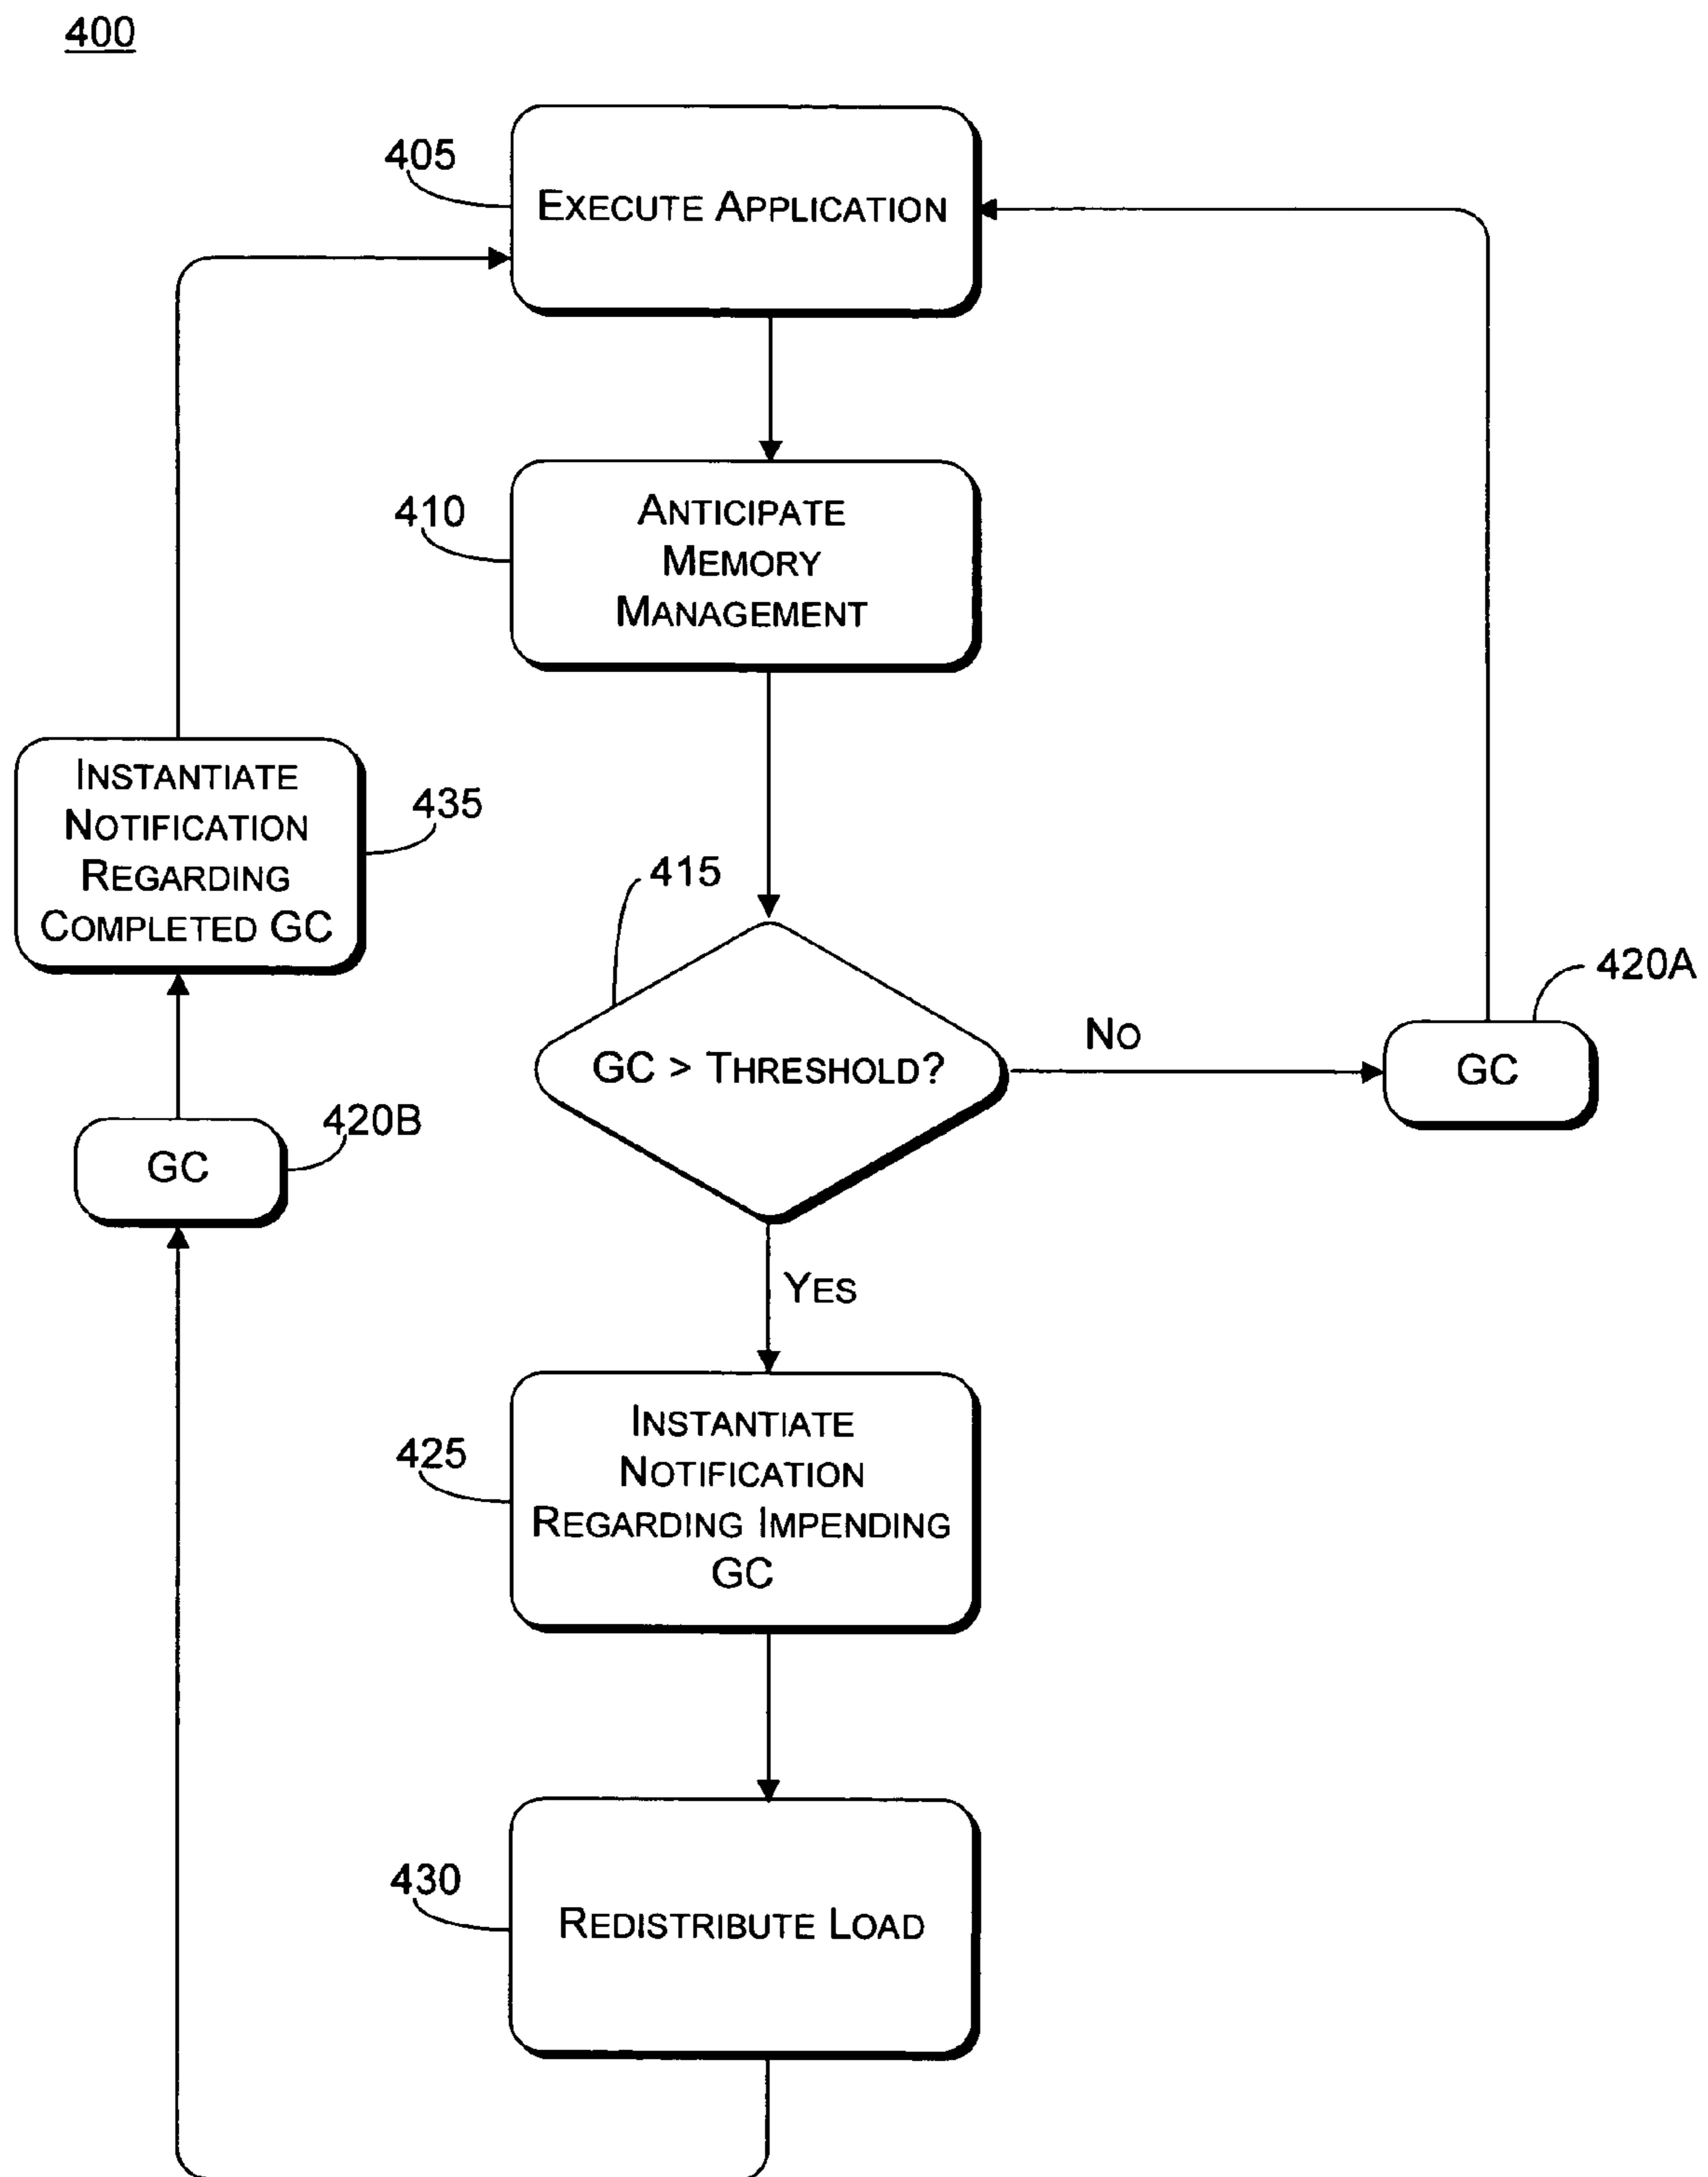 400
405
EXECUTE APPLICATION
410
ANTICIPATE
MEMORY
MANAGEMENT
INSTANTIATE
NOTIFICATION
REGARDING
COMPLETED GC
435
415
GC > THRESHOLD?
NO
420A
GC
420B
GC
YES
425
INSTANTIATE
NOTIFICATION
REGARDING IMPENDING
GC
430
REDISTRIBUTE LOAD